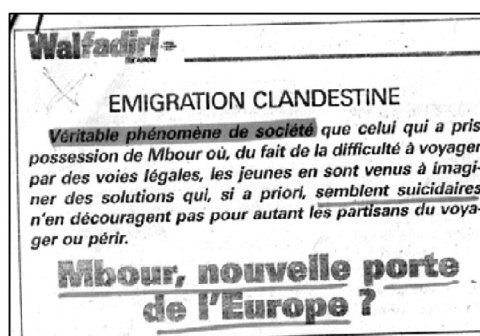 Walfadjri
EMIGRATION CLANDESTINE
Véritable phénomène de société que celui qui a pris
possession de Mbour où, du fait de la difficulté à voyager
par des voies légales, les jeunes en sont venus à imagi-
ner des solutions qui, si a priori, semblent suicidaires
n'en découragent pas pour autant les partisans du voya-
ger ou périr.
Mbour, nouvelle porte
de l'Europe ?